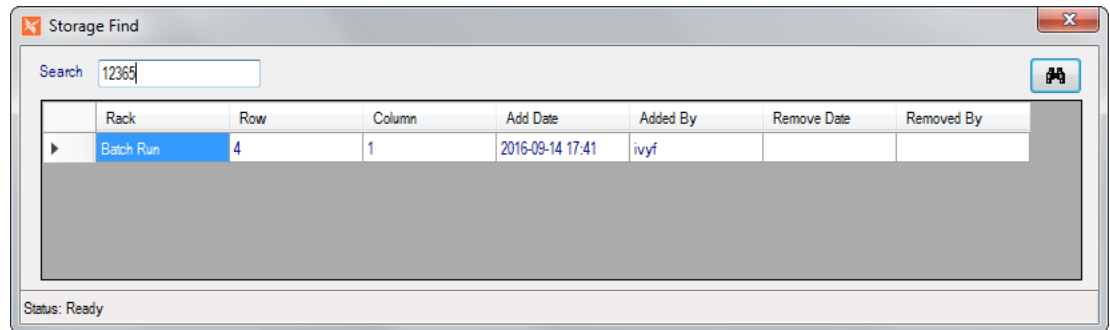 Storage Find
Search 12365
Rack Row Column Add Date Added By Remove Date Removed By
Batch Run 4 1 2016-09-14 17:41 ivyf
Status: Ready